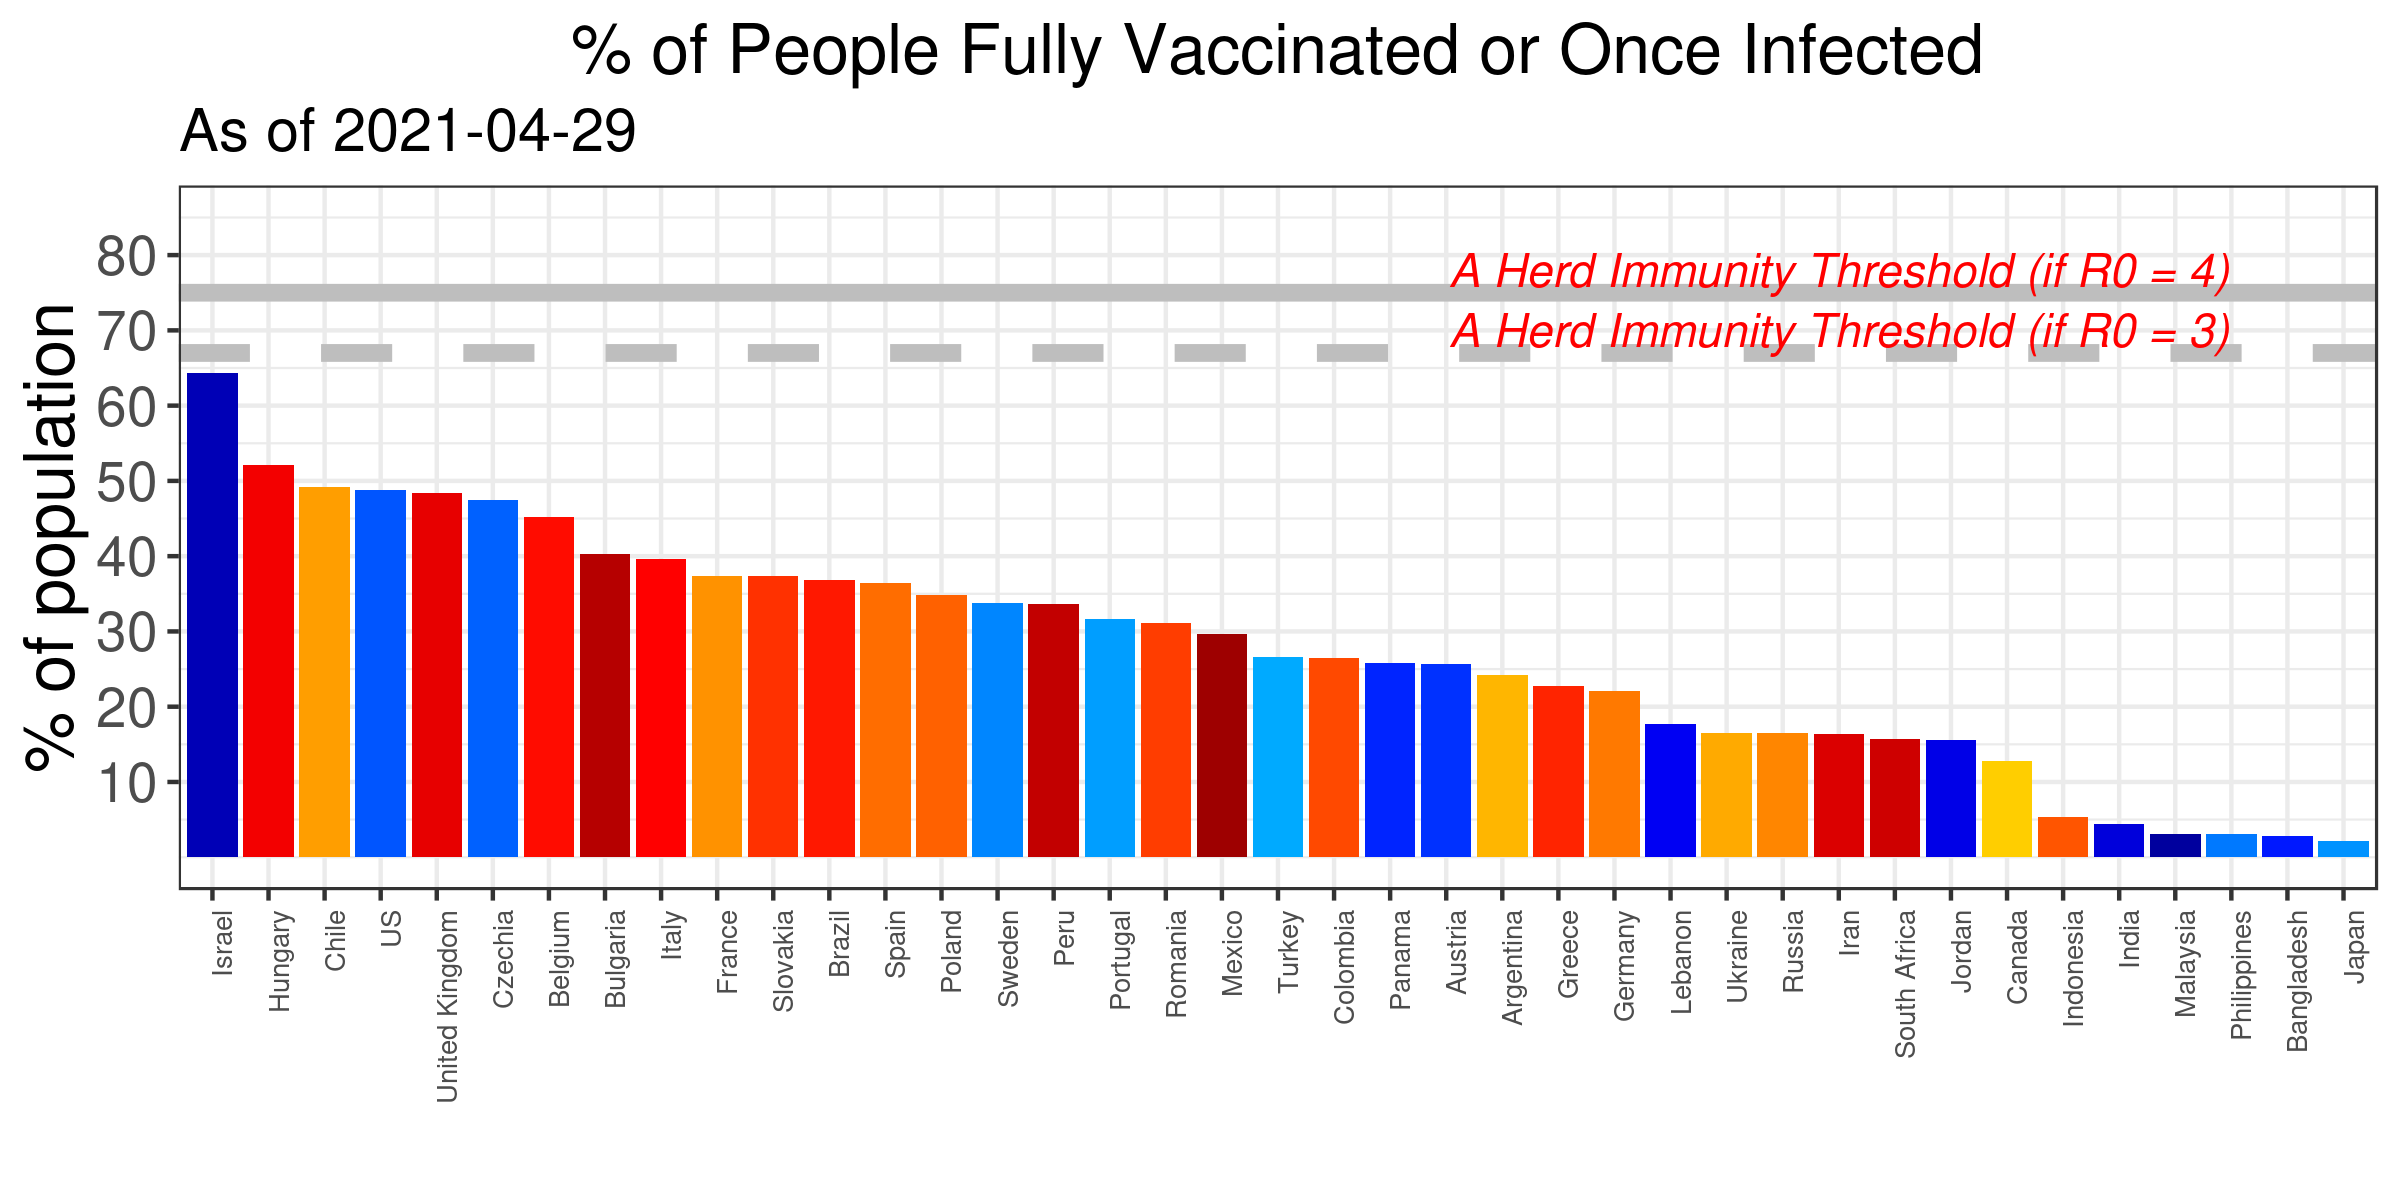 % of People Fully Vaccinated or Once Infected
As of 2021-04-29
% of population
80
70
60
50
40
30
20
10
A Herd Immunity Threshold (if R0 = 4)
A Herd Immunity Threshold (if R0 = 3)
Israel
Hungary
Chile
US
United Kingdom
Czechia
Belgium
Bulgaria
Italy
France
Slovakia
Brazil
Spain
Poland
Sweden
Peru
Portugal
Romania
Mexico
Turkey
Colombia
Panama
Austria
Argentina
Greece
Germany
Lebanon
Ukraine
Russia
Iran
South Africa
Jordan
Canada
Indonesia
India
Malaysia
Philippines
Bangladesh
Japan